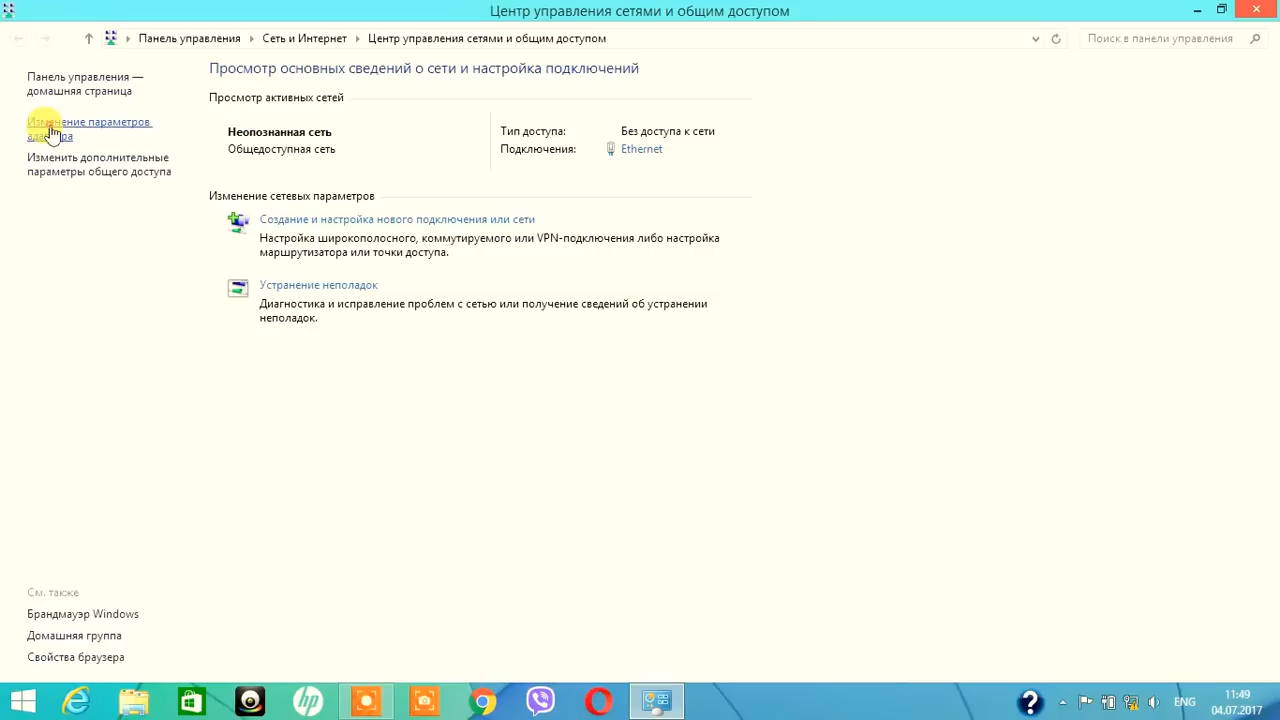 Центр управления сетями и общим доступом
Панель управления
Сеть и Интернет
Центр управления сетями и общим доступом
Поиск в панели управления
Панель управления —
домашняя страница
Изменение параметров
адаптера
Изменить дополнительные
параметры общего доступа
Просмотр основных сведений о сети и настройка подключений
Просмотр активных сетей
Неопознанная сеть
Общедоступная сеть
Тип доступа: Без доступа к сети
Подключения: Ethernet
Изменение сетевых параметров
Создание и настройка нового подключения или сети
Настройка широкополосного, коммутируемого или VPN-подключения либо настройка
маршрутизатора или точки доступа.
Устранение неполадок
Диагностика и исправление проблем с сетью или получение сведений об устранении
неполадок.
См. также
Брандмауэр Windows
Домашняя группа
Свойства браузера
hp
ENG
11:49
04.07.2017